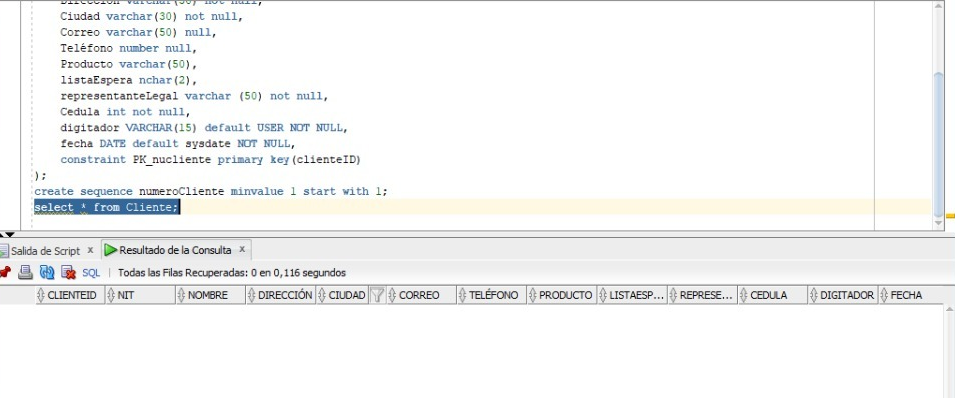 Dirección varchar(50) not null,
Ciudad varchar(30) not null,
Correo varchar(50) null,
Teléfono number null,
Producto varchar(50),
listaEspera nchar(2),
representanteLegal varchar (50) not null,
Cedula int not null,
digitador VARCHAR(15) default USER NOT NULL,
fecha DATE default sysdate NOT NULL,
constraint PK_nucliente primary key(clienteID)
);
create sequence numeroCliente minvalue 1 start with 1;
select * from Cliente;
Salida de Script x Resultado de la Consulta x
SQL | Todas las Filas Recuperadas: 0 en 0,116 segundos
CLIENTEID NIT NOMBRE DIRECCIÓN CIUDAD CORREO TELÉFONO PRODUCTO LISTAESP... REPRESE... CEDULA DIGITADOR FECHA